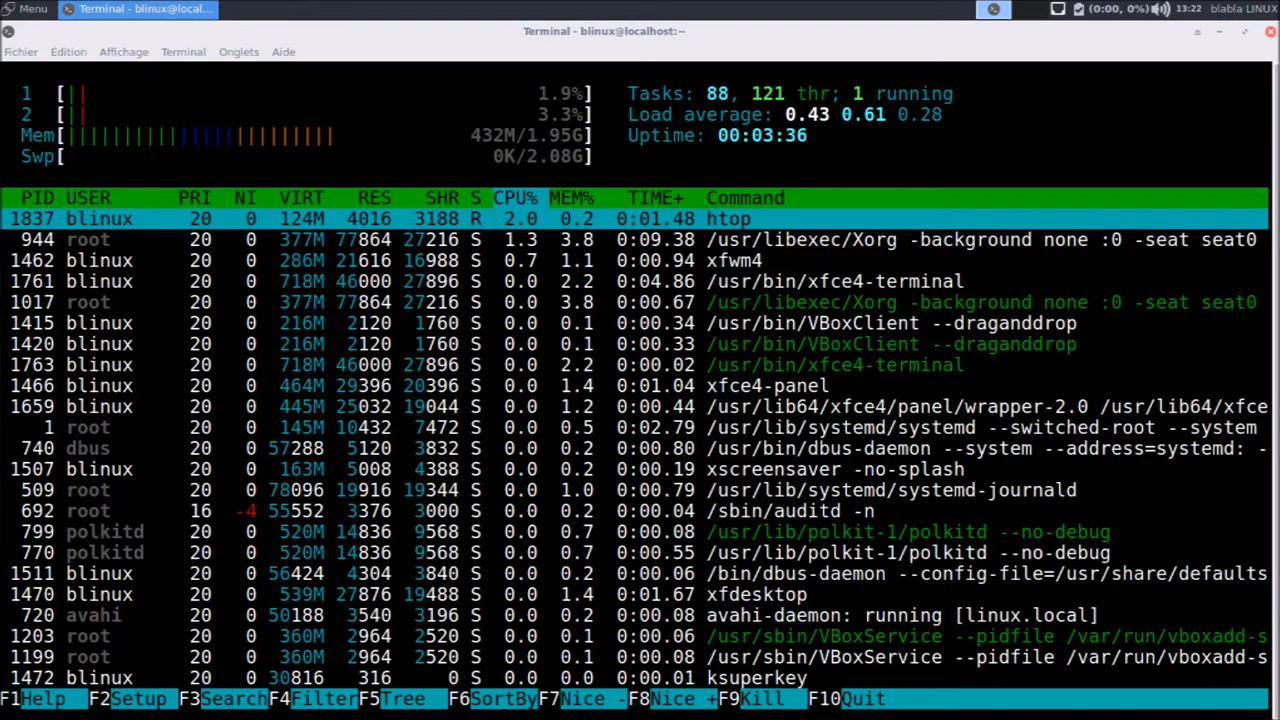 Menu Terminal - blinux@local... (0:00, 0%) 13:22 blabla LINUX
Terminal - blinux@localhost:~
Fichier Édition Affichage Terminal Onglets Aide
1 [|| 1.9%] Tasks: 88, 121 thr; 1 running
2 [|| 3.3%] Load average: 0.43 0.61 0.28
Mem[||||||||||||||||||||||||| 432M/1.95G] Uptime: 00:03:36
Swp[ 0K/2.08G]
PID USER PRI NI VIRT RES SHR S CPU% MEM% TIME+ Command
1837 blinux 20 0 124M 4016 3188 R 2.0 0.2 0:01.48 htop
944 root 20 0 377M 77864 27216 S 1.3 3.8 0:09.38 /usr/libexec/Xorg -background none :0 -seat seat0
1462 blinux 20 0 286M 21616 16988 S 0.7 1.1 0:00.94 xfwm4
1761 blinux 20 0 718M 46000 27896 S 0.0 2.2 0:04.86 /usr/bin/xfce4-terminal
1017 root 20 0 377M 77864 27216 S 0.0 3.8 0:00.67 /usr/libexec/Xorg -background none :0 -seat seat0
1415 blinux 20 0 216M 2120 1760 S 0.0 0.1 0:00.34 /usr/bin/VBoxClient --draganddrop
1420 blinux 20 0 216M 2120 1760 S 0.0 0.1 0:00.33 /usr/bin/VBoxClient --draganddrop
1763 blinux 20 0 718M 46000 27896 S 0.0 2.2 0:00.02 /usr/bin/xfce4-terminal
1466 blinux 20 0 464M 29396 20396 S 0.0 1.4 0:01.04 xfce4-panel
1659 blinux 20 0 445M 25032 19044 S 0.0 1.2 0:00.44 /usr/lib64/xfce4/panel/wrapper-2.0 /usr/lib64/xfce
1 root 20 0 145M 10432 7472 S 0.0 0.5 0:02.79 /usr/lib/systemd/systemd --switched-root --system
740 dbus 20 0 57288 5120 3832 S 0.0 0.2 0:00.80 /usr/bin/dbus-daemon --system --address=systemd: -
1507 blinux 20 0 163M 5008 4388 S 0.0 0.2 0:00.19 xscreensaver -no-splash
509 root 20 0 78096 19916 19344 S 0.0 1.0 0:00.79 /usr/lib/systemd/systemd-journald
692 root 16 -4 55552 3376 3000 S 0.0 0.2 0:00.04 /sbin/auditd -n
799 polkitd 20 0 520M 14836 9568 S 0.0 0.7 0:00.06 /usr/lib/polkit-1/polkitd --no-debug
770 polkitd 20 0 520M 14836 9568 S 0.0 0.7 0:00.55 /usr/lib/polkit-1/polkitd --no-debug
1511 blinux 20 0 56424 4304 3840 S 0.0 0.2 0:00.06 /bin/dbus-daemon --config-file=/usr/share/defaults
1470 blinux 20 0 539M 27876 19488 S 0.0 1.4 0:01.67 xfdesktop
720 avahi 20 0 50188 3540 3196 S 0.0 0.2 0:00.08 avahi-daemon: running [linux.local]
1203 root 20 0 360M 2964 2520 S 0.0 0.1 0:00.06 /usr/sbin/VBoxService --pidfile /var/run/vboxadd-s
1199 root 20 0 360M 2964 2520 S 0.0 0.1 0:00.08 /usr/sbin/VBoxService --pidfile /var/run/vboxadd-s
1472 blinux 20 0 30816 316 0 S 0.0 0.0 0:00.01 ksuperkey
F1Help F2Setup F3Search F4Filter F5Tree F6SortBy F7Nice - F8Nice + F9Kill F10Quit